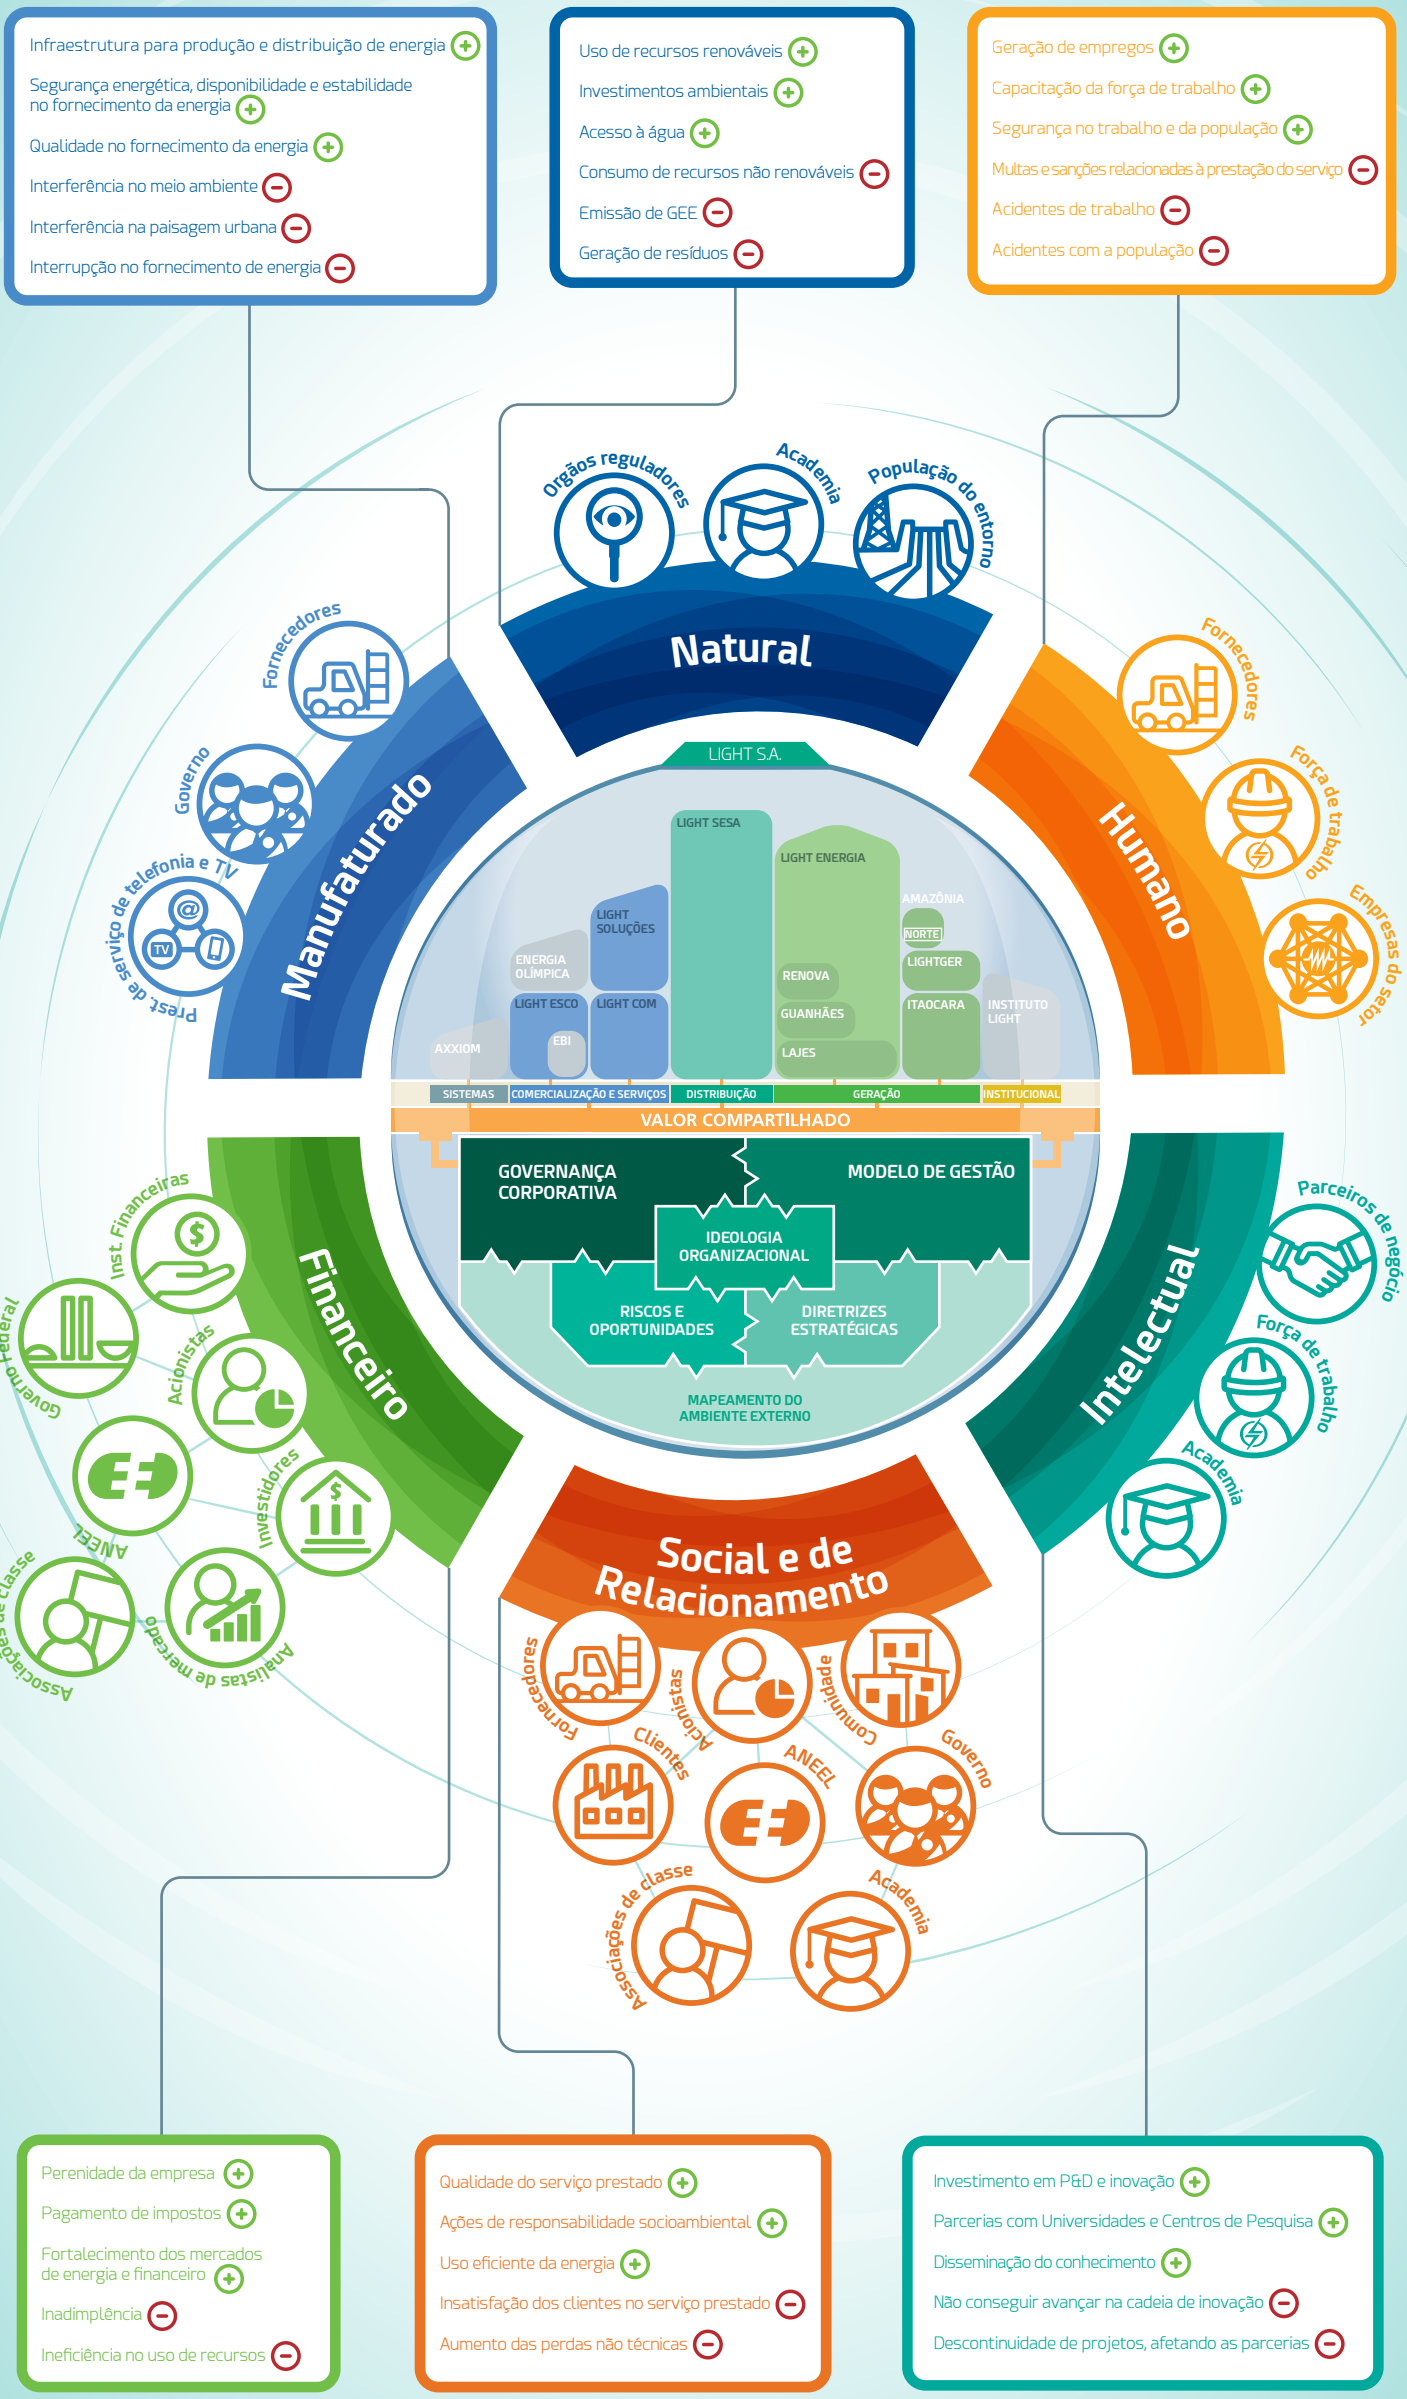 Infraestrutura para produção e distribuição de energia
Segurança energética, disponibilidade e estabilidade
no fornecimento da energia
Qualidade no fornecimento da energia
Interferência no meio ambiente
Interferência na paisagem urbana
Interrupção no fornecimento de energia
Uso de recursos renováveis
Investimentos ambientais
Acesso à água
Consumo de recursos não renováveis
Emissão de GEE
Geração de resíduos
Geração de empregos
Capacitação da força de trabalho
Segurança no trabalho e da população
Multas e sanções relacionadas à prestação do serviço
Acidentes de trabalho
Acidentes com a população
Orgãos reguladores
Academia
População do entorno
Natural
Fornecedores
Governo
Prest. de serviço de telefonia e TV
@
TV
Manufaturado
Fornecedores
Força de trabalho
Empresas do setor
Humano
LIGHT S.A.
LIGHT SESA
LIGHT ENERGIA
LIGHT
SOLUÇÕES
AMAZÔNIA
NORTE
ENERGIA
OLÍMPICA
LIGHTGER
RENOVA
LIGHT ESCO
LIGHT COM
GUANHÃES
ITAOCARA
INSTITUTO
LIGHT
AXXIOM
EBI
LAJES
SISTEMAS
COMERCIALIZAÇÃO E SERVIÇOS
DISTRIBUIÇÃO
GERAÇÃO
INSTITUCIONAL
VALOR COMPARTILHADO
GOVERNANÇA
CORPORATIVA
MODELO DE GESTÃO
IDEOLOGIA
ORGANIZACIONAL
RISCOS E
OPORTUNIDADES
DIRETRIZES
ESTRATÉGICAS
MAPEAMENTO DO
AMBIENTE EXTERNO
Financeiro
Inst. Financeiras
$
Governo Federal
Acionistas
ANEEL
Investidores
$
Associações de classe
Analistas de mercado
Intelectual
Parceiros de negócio
Força de trabalho
Academia
Social e de
Relacionamento
Fornecedores
Acionistas
Comunidade
Clientes
ANEEL
Governo
Associações de classe
Academia
Perenidade da empresa
Pagamento de impostos
Fortalecimento dos mercados
de energia e financeiro
Inadimplência
Ineficiência no uso de recursos
Qualidade do serviço prestado
Ações de responsabilidade socioambiental
Uso eficiente da energia
Insatisfação dos clientes no serviço prestado
Aumento das perdas não técnicas
Investimento em P&D e inovação
Parcerias com Universidades e Centros de Pesquisa
Disseminação do conhecimento
Não conseguir avançar na cadeia de inovação
Descontinuidade de projetos, afetando as parcerias